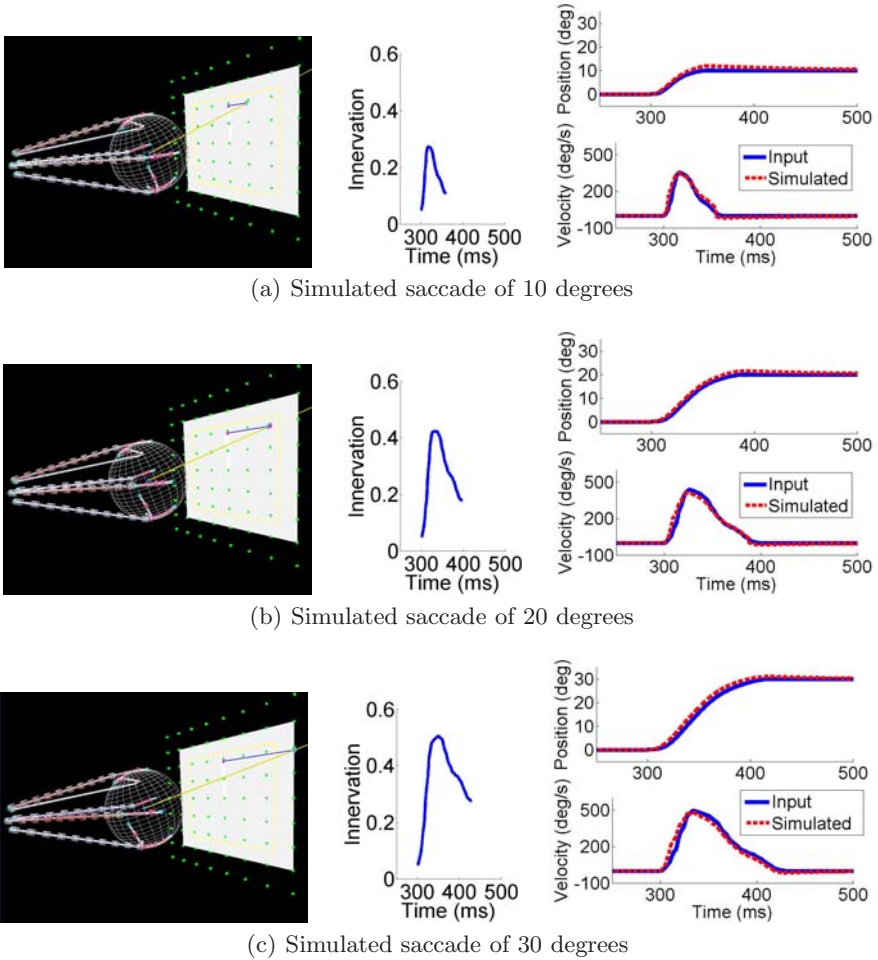 0.6
0.4
0.2
0
300 400 500
Time (ms)
Innervation
30
20
10
0
300 400 500
Position (deg)
500
200
-100
300 400 500
Time (ms)
Velocity (deg/s)
Input
Simulated
(a) Simulated saccade of 10 degrees
0.6
0.4
0.2
0
300 400 500
Time (ms)
Innervation
30
20
10
0
300 400 500
Position (deg)
500
200
-100
300 400 500
Time (ms)
Velocity (deg/s)
Input
Simulated
(b) Simulated saccade of 20 degrees
0.6
0.4
0.2
0
300 400 500
Time (ms)
Innervation
30
20
10
0
300 400 500
Position (deg)
500
200
-100
300 400 500
Time (ms)
Velocity (deg/s)
Input
Simulated
(c) Simulated saccade of 30 degrees